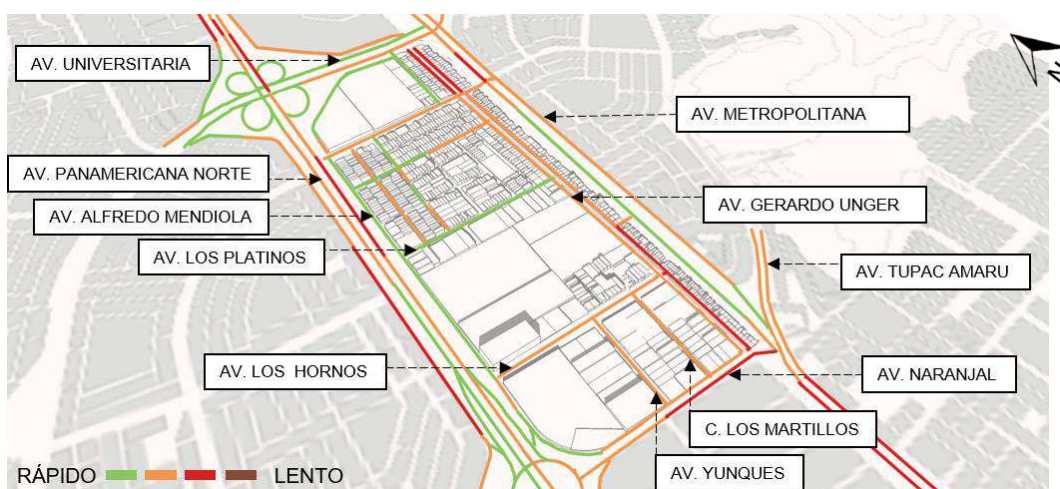 AV. UNIVERSITARIA
AV. METROPOLITANA
AV. PANAMERICANA NORTE
AV. GERARDO UNGER
AV. ALFREDO MENDIOLA
AV. LOS PLATINOS
AV. TUPAC AMARU
AV. LOS HORNOS
AV. NARANJAL
C. LOS MARTILLOS
AV. YUNQUES
RÁPIDO LENTO
N